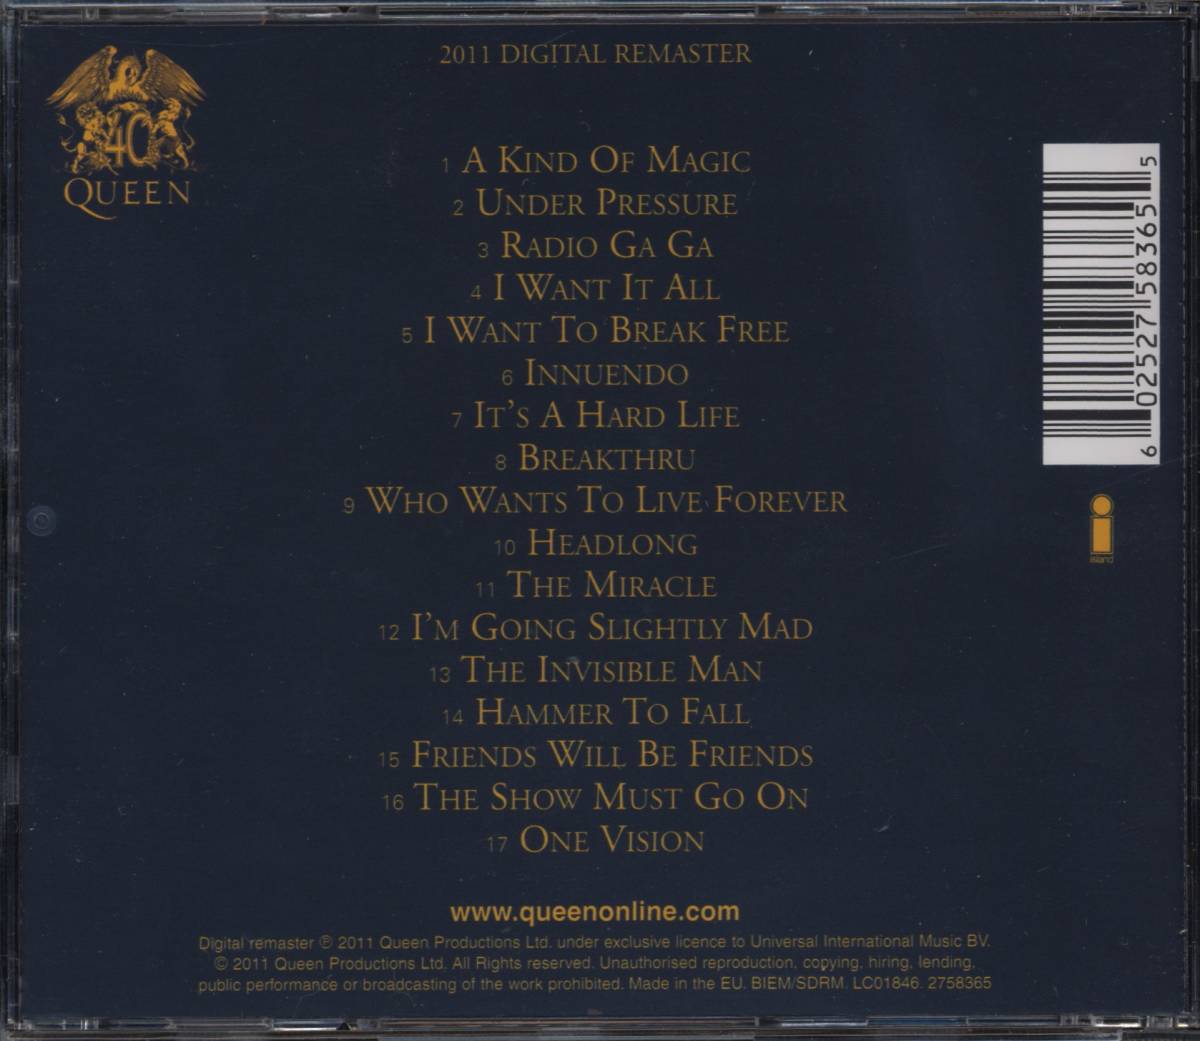 2011 DIGITAL REMASTER
40
QUEEN
1 A KIND OF MAGIC
2 UNDER PRESSURE
3 RADIO GA GA
4 I WANT IT ALL
5 I WANT TO BREAK FREE
6 INNUENDO
7 IT'S A HARD LIFE
8 BREAKTHRU
9 WHO WANTS TO LIVE FOREVER
10 HEADLONG
11 THE MIRACLE
12 I'M GOING SLIGHTLY MAD
13 THE INVISIBLE MAN
14 HAMMER TO FALL
15 FRIENDS WILL BE FRIENDS
16 THE SHOW MUST GO ON
17 ONE VISION
6 02527 58365 5
island
www.queenonline.com
Digital remaster ℗ 2011 Queen Productions Ltd. under exclusive licence to Universal International Music BV.
© 2011 Queen Productions Ltd. All Rights reserved. Unauthorised reproduction, copying, hiring, lending,
public performance or broadcasting of the work prohibited. Made in the EU. BIEM/SDRM. LC01846. 2758365